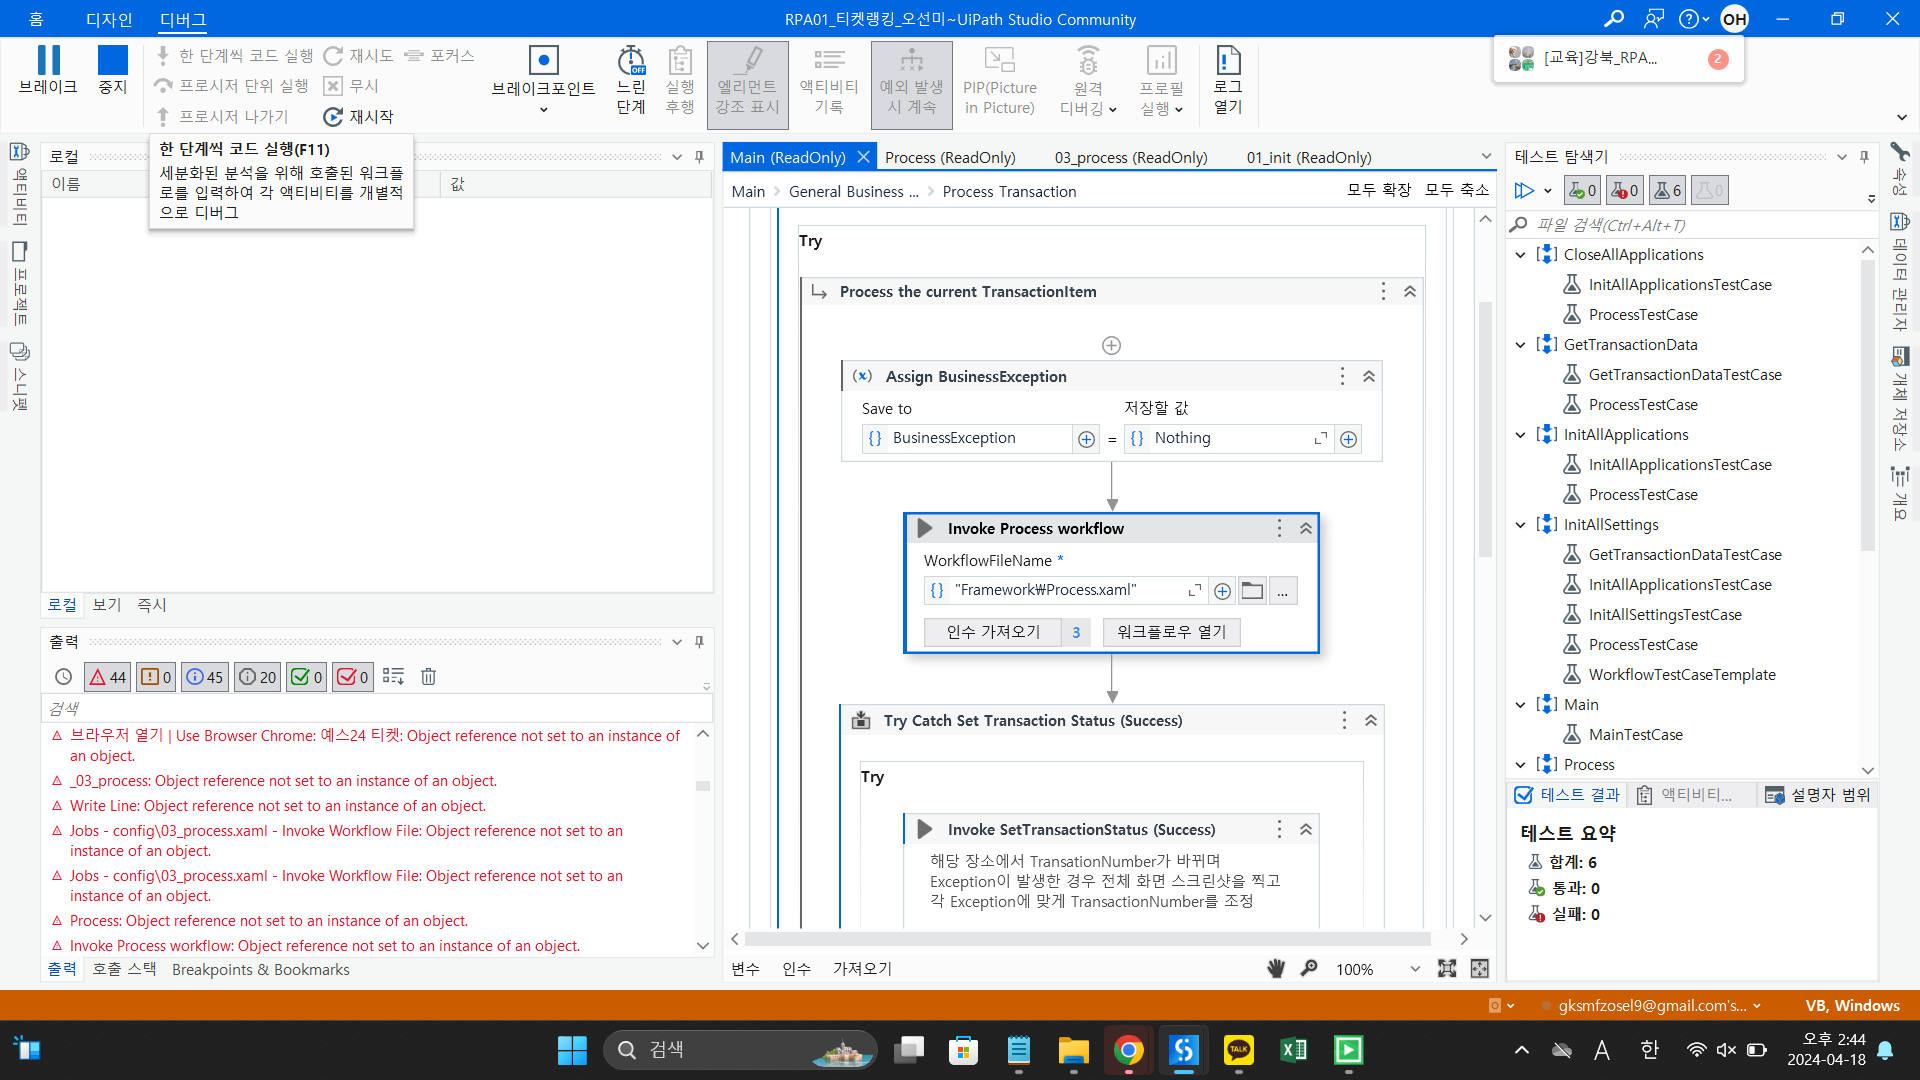 홈 디자인 디버그
RPA01_티켓랭킹_오선미~UiPath Studio Community
OH
브레이크
중지
한 단계씩 코드 실행 재시도 포커스
프로시저 단위 실행 무시
프로시저 나가기 재시작
브레이크포인트
느린
단계
OFF
실행
후행
엘리먼트
강조 표시
액티비티
기록
예외 발생
시 계속
PIP(Picture
in Picture)
원격
디버깅
프로필
실행
로그
열기
[교육]강북_RPA...
2
한 단계씩 코드 실행(F11)
세분화된 분석을 위해 호출된 워크플
로를 입력하여 각 액티비티를 개별적
으로 디버그
액티비티
프로젝트
스니펫
로컬
이름 값
로컬 보기 즉시
출력
44 0 45 20 0 0
검색
브라우저 열기 | Use Browser Chrome: 예스24 티켓: Object reference not set to an instance of
an object.
_03_process: Object reference not set to an instance of an object.
Write Line: Object reference not set to an instance of an object.
Jobs - config\03_process.xaml - Invoke Workflow File: Object reference not set to an
instance of an object.
Jobs - config\03_process.xaml - Invoke Workflow File: Object reference not set to an
instance of an object.
Process: Object reference not set to an instance of an object.
Invoke Process workflow: Object reference not set to an instance of an object.
출력 호출 스택 Breakpoints & Bookmarks
Main (ReadOnly) Process (ReadOnly) 03_process (ReadOnly) 01_init (ReadOnly)
Main General Business ... Process Transaction 모두 확장 모두 축소
Try
Process the current TransactionItem
(x) Assign BusinessException
Save to 저장할 값
{} BusinessException = {} Nothing
Invoke Process workflow
WorkflowFileName *
{} "Framework₩Process.xaml" ...
인수 가져오기 3 워크플로우 열기
Try Catch Set Transaction Status (Success)
Try
Invoke SetTransactionStatus (Success)
해당 장소에서 TransationNumber가 바뀌며
Exception이 발생한 경우 전체 화면 스크린샷을 찍고
각 Exception에 맞게 TransactionNumber를 조정
변수 인수 가져오기 100%
테스트 탐색기
0 0 6 0
파일 검색(Ctrl+Alt+T)
CloseAllApplications
InitAllApplicationsTestCase
ProcessTestCase
GetTransactionData
GetTransactionDataTestCase
ProcessTestCase
InitAllApplications
InitAllApplicationsTestCase
ProcessTestCase
InitAllSettings
GetTransactionDataTestCase
InitAllApplicationsTestCase
InitAllSettingsTestCase
ProcessTestCase
WorkflowTestCaseTemplate
Main
MainTestCase
Process
테스트 결과 액티비티... 설명자 범위
테스트 요약
합계: 6
통과: 0
실패: 0
속성
데이터 관리자
개체 저장소
개요
gksmfzosel9@gmail.com's... VB, Windows
검색
TALK
A 한
오후 2:44
2024-04-18